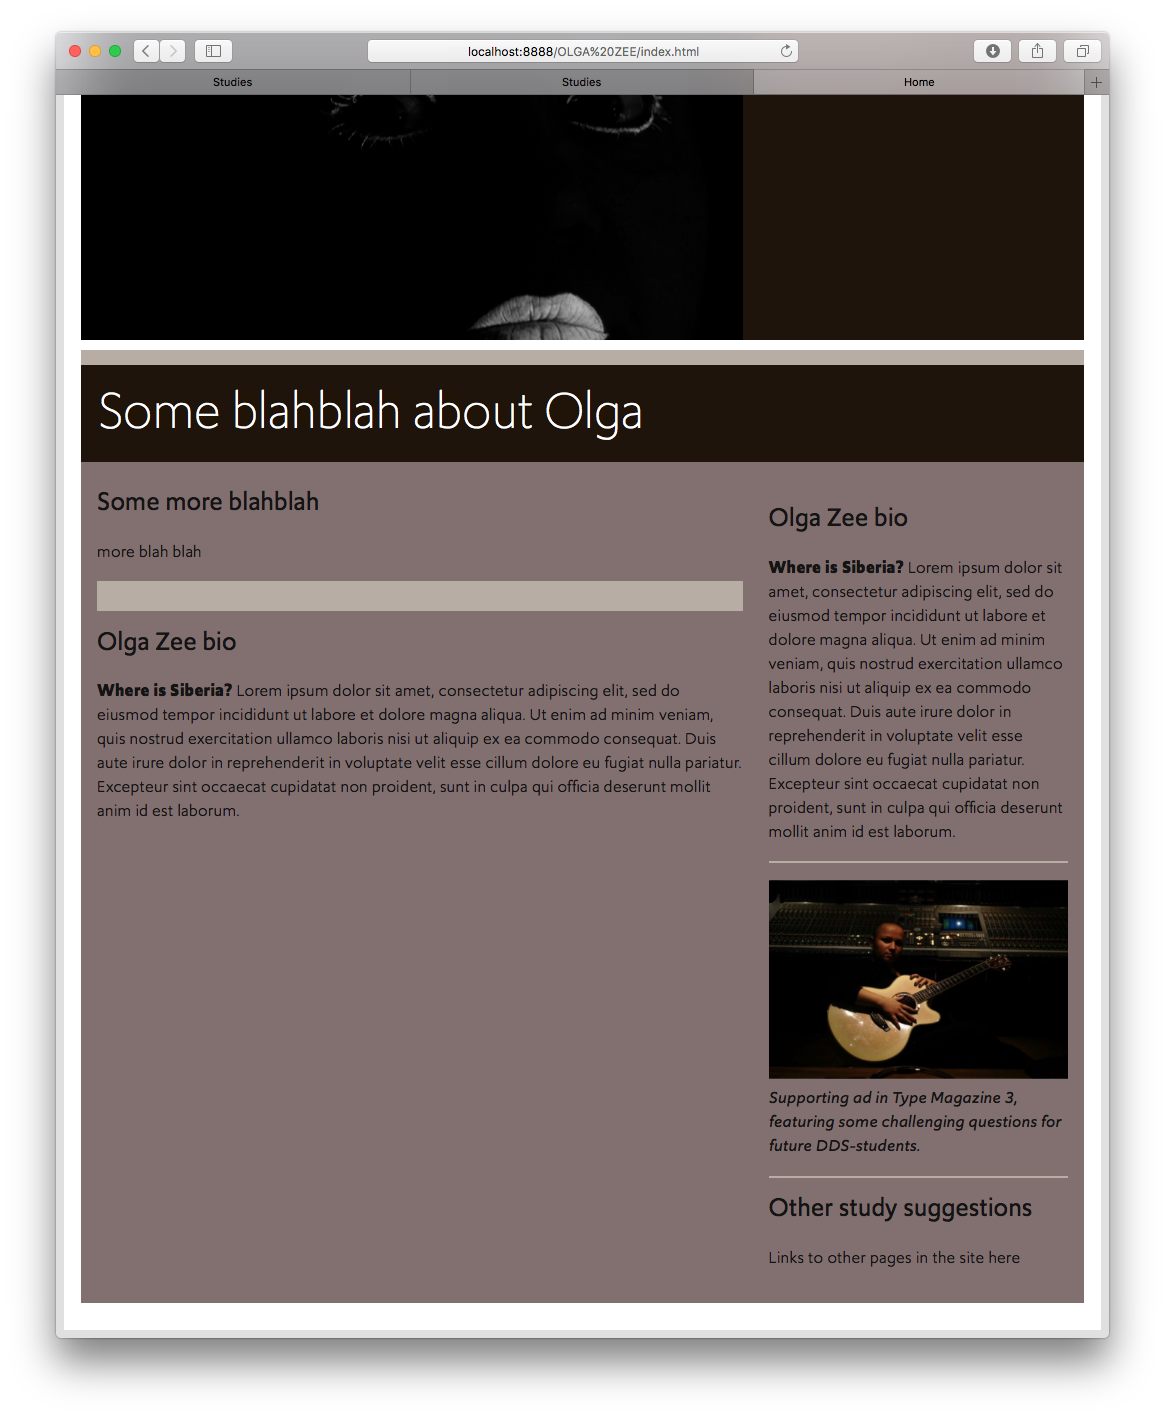 localhost:8888/OLGA%20ZEE/index.html
Studies
Studies
Home
Some blahblah about Olga
Some more blahblah
more blah blah
Olga Zee bio
Where is Siberia? Lorem ipsum dolor sit amet, consectetur adipiscing elit, sed do
eiusmod tempor incididunt ut labore et dolore magna aliqua. Ut enim ad minim veniam,
quis nostrud exercitation ullamco laboris nisi ut aliquip ex ea commodo consequat. Duis
aute irure dolor in reprehenderit in voluptate velit esse cillum dolore eu fugiat nulla pariatur.
Excepteur sint occaecat cupidatat non proident, sunt in culpa qui officia deserunt mollit
anim id est laborum.
Olga Zee bio
Where is Siberia? Lorem ipsum dolor sit
amet, consectetur adipiscing elit, sed do
eiusmod tempor incididunt ut labore et
dolore magna aliqua. Ut enim ad minim
veniam, quis nostrud exercitation ullamco
laboris nisi ut aliquip ex ea commodo
consequat. Duis aute irure dolor in
reprehenderit in voluptate velit esse
cillum dolore eu fugiat nulla pariatur.
Excepteur sint occaecat cupidatat non
proident, sunt in culpa qui officia deserunt
mollit anim id est laborum.
Supporting ad in Type Magazine 3,
featuring some challenging questions for
future DDS-students.
Other study suggestions
Links to other pages in the site here